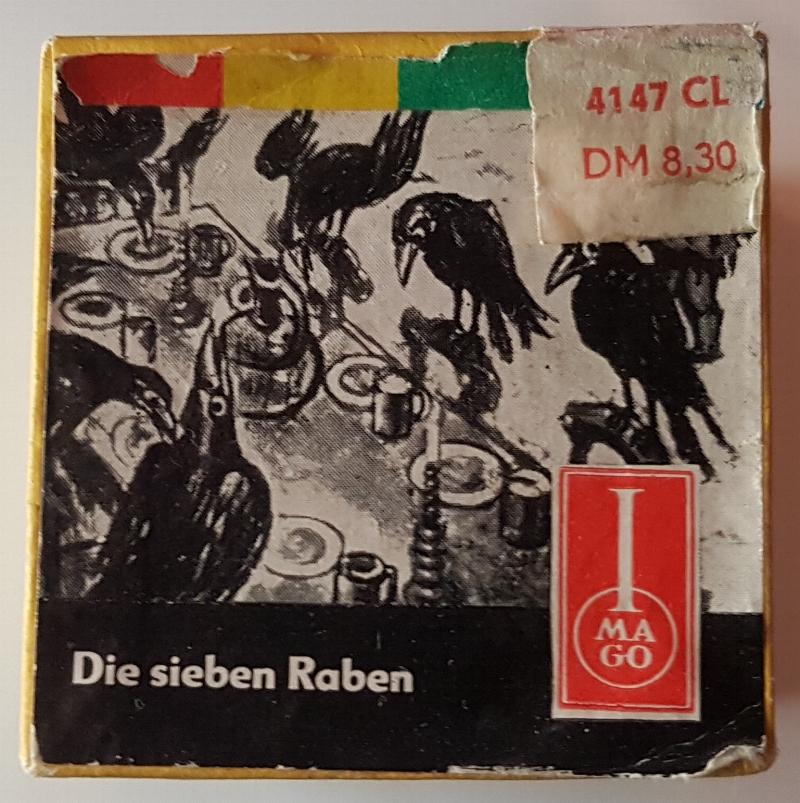 4147 CL
DM 8,30
I
MA
GO
Die sieben Raben